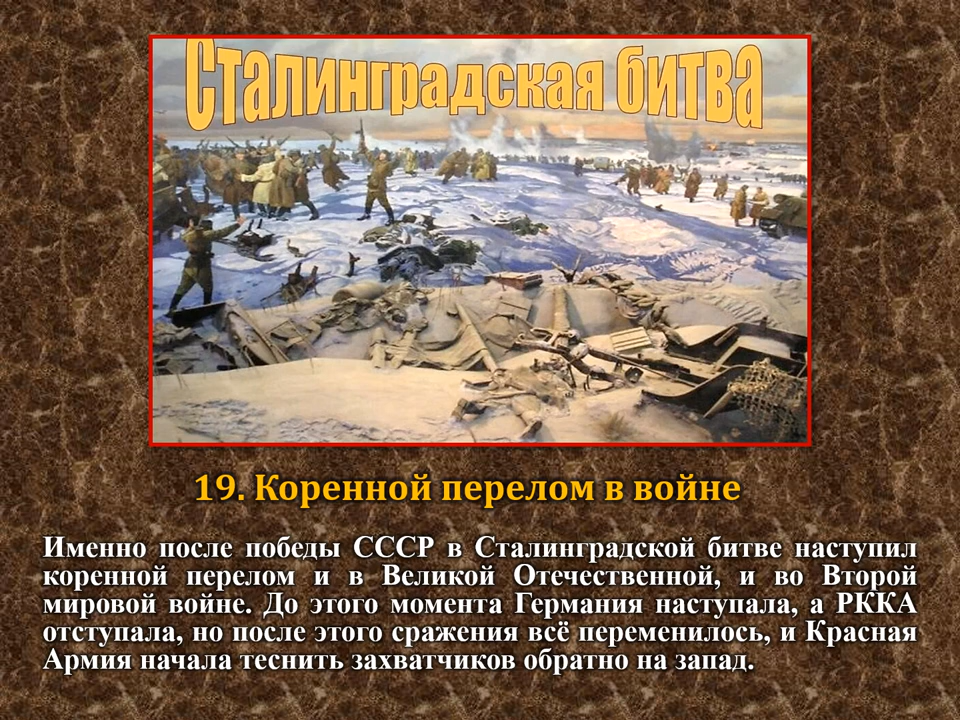 Сталинградская битва
19. Коренной перелом в войне
Именно после победы СССР в Сталинградской битве наступил
коренной перелом и в Великой Отечественной, и во Второй
мировой войне. До этого момента Германия наступала, а РККА
отступала, но после этого сражения всё переменилось, и Красная
Армия начала теснить захватчиков обратно на запад.